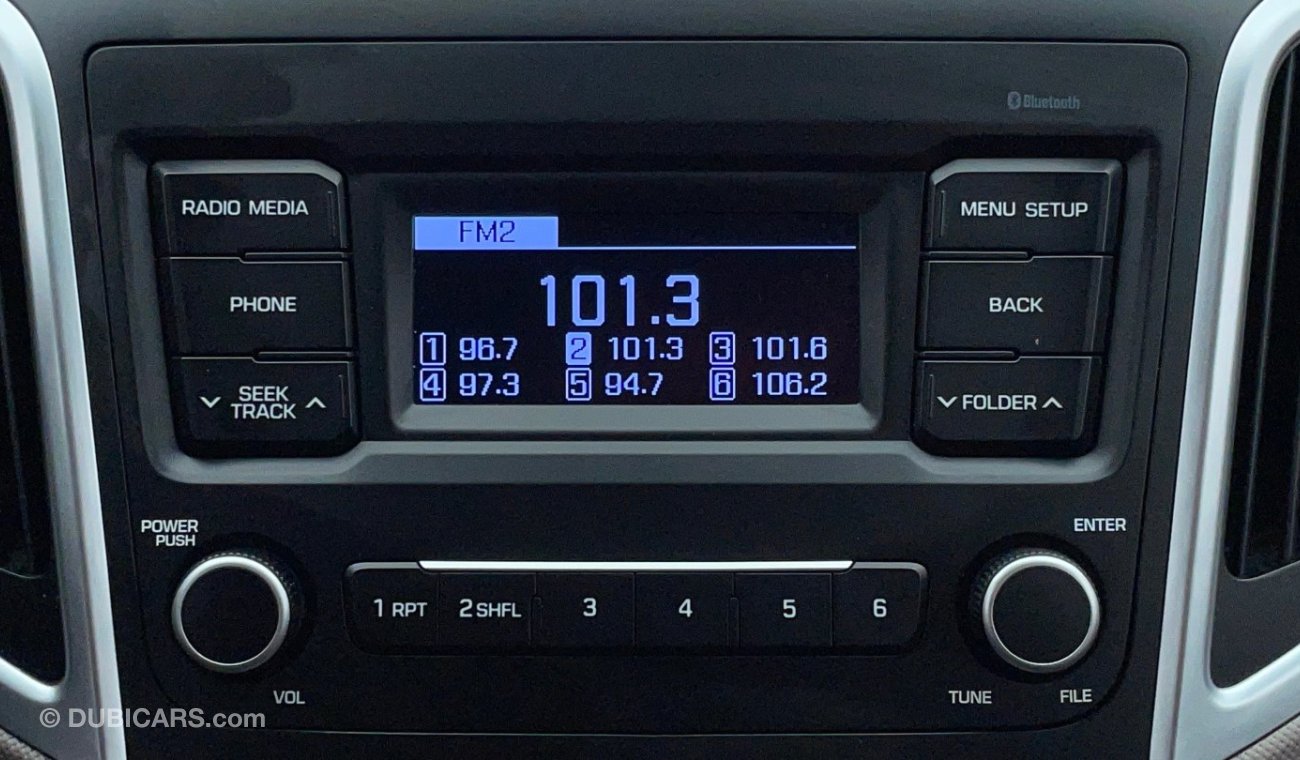 Bluetooth
RADIO MEDIA
PHONE
SEEK
TRACK
FM2
101.3
1 96.7 2 101.3 3 101.6
4 97.3 5 94.7 6 106.2
MENU SETUP
BACK
FOLDER
POWER
PUSH
VOL
1 RPT 2 SHFL 3 4 5 6
ENTER
TUNE FILE
© DUBICARS.com